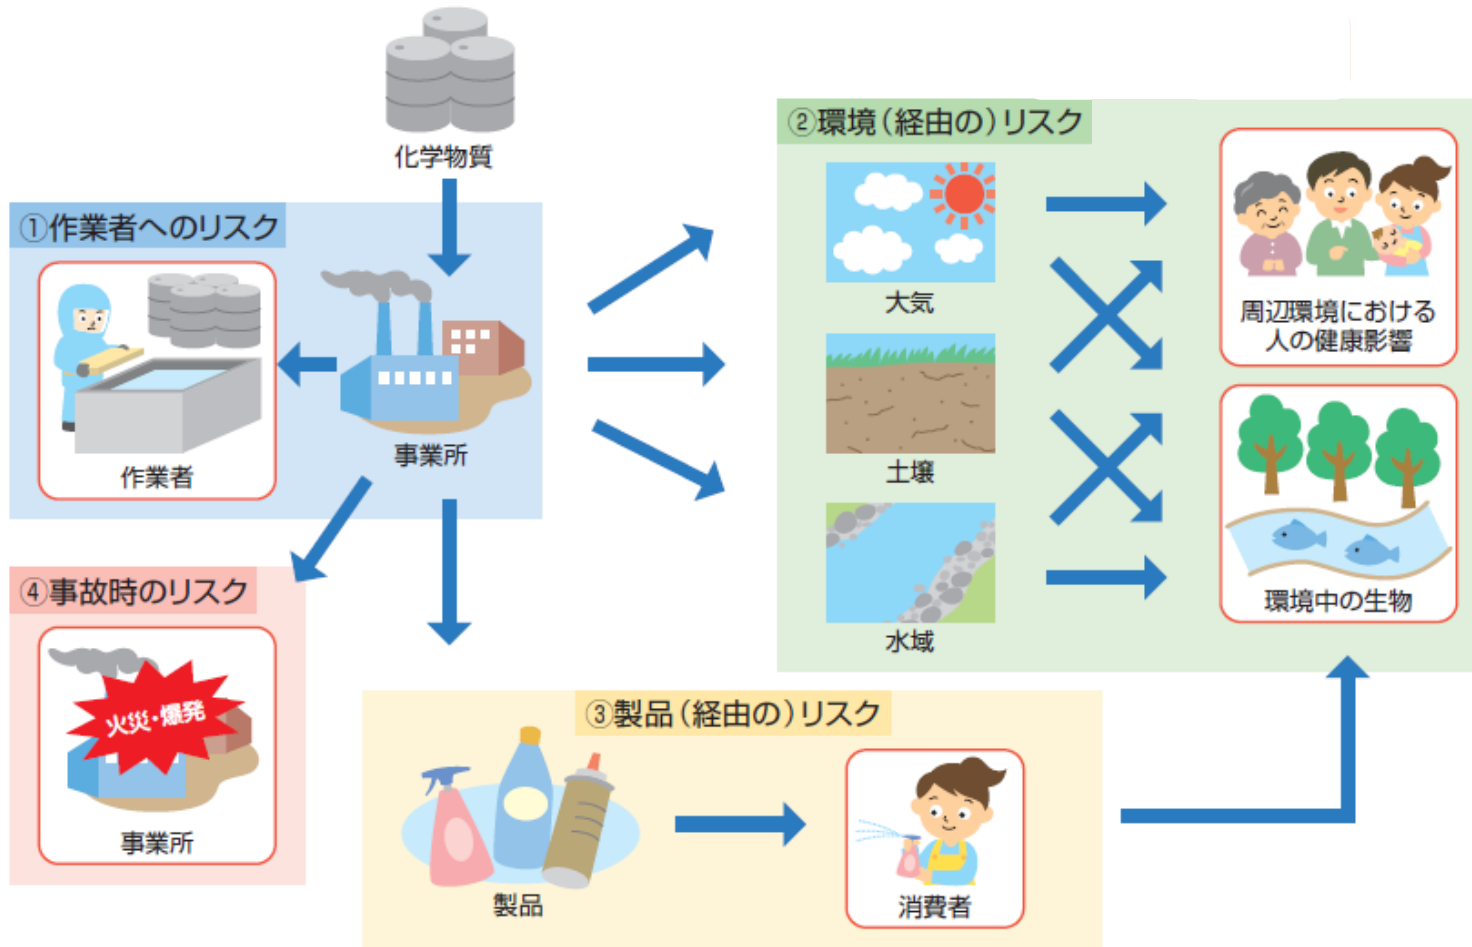 化学物質
①作業者へのリスク
作業者
事業所
②環境(経由の)リスク
大気
土壌
水域
周辺環境における
人の健康影響
環境中の生物
③製品(経由の)リスク
製品
消費者
④事故時のリスク
火災・爆発
事業所